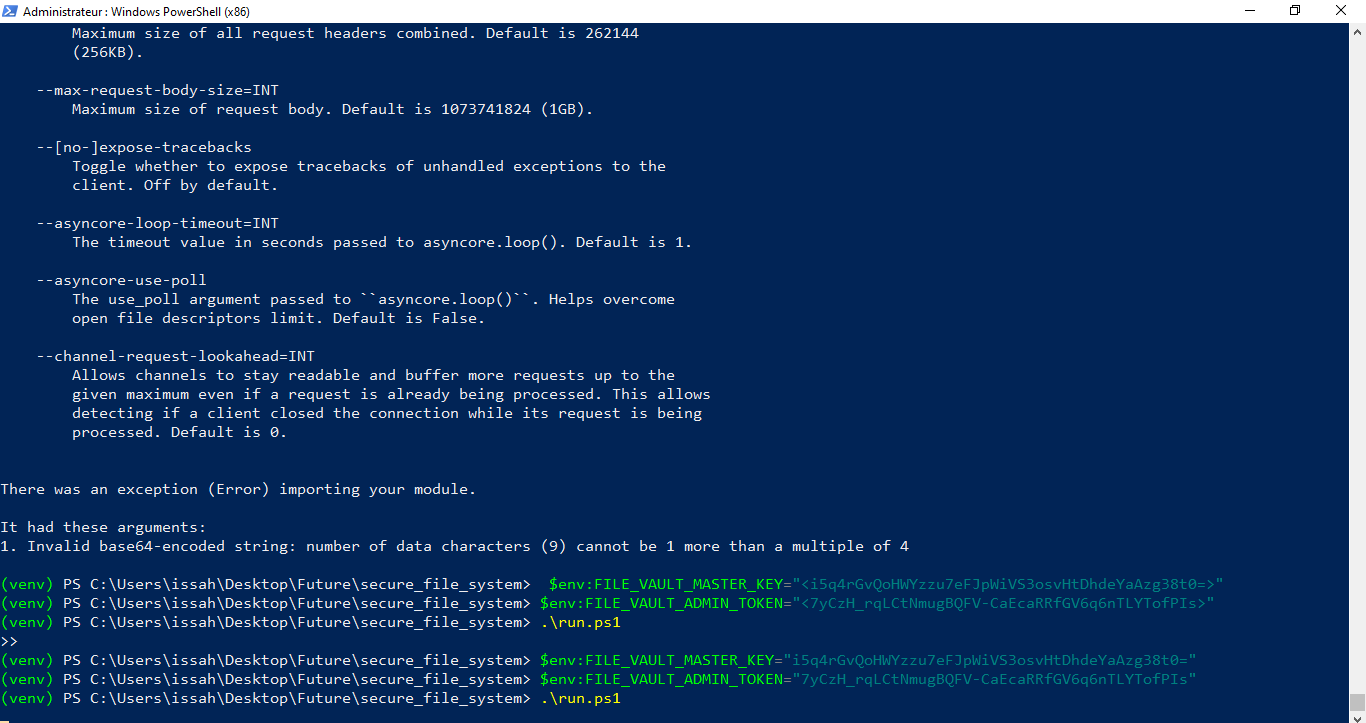 Administrateur : Windows PowerShell (x86)
        Maximum size of all request headers combined. Default is 262144
        (256KB).

    --max-request-body-size=INT
        Maximum size of request body. Default is 1073741824 (1GB).

    --[no-]expose-tracebacks
        Toggle whether to expose tracebacks of unhandled exceptions to the
        client. Off by default.

    --asyncore-loop-timeout=INT
        The timeout value in seconds passed to asyncore.loop(). Default is 1.

    --asyncore-use-poll
        The use_poll argument passed to ``asyncore.loop()``. Helps overcome
        open file descriptors limit. Default is False.

    --channel-request-lookahead=INT
        Allows channels to stay readable and buffer more requests up to the
        given maximum even if a request is already being processed. This allows
        detecting if a client closed the connection while its request is being
        processed. Default is 0.


There was an exception (Error) importing your module.

It had these arguments:
1. Invalid base64-encoded string: number of data characters (9) cannot be 1 more than a multiple of 4

(venv) PS C:\Users\issah\Desktop\Future\secure_file_system>  $env:FILE_VAULT_MASTER_KEY="<i5q4rGvQoHWYzzu7eFJpWiVS3osvHtDhdeYaAzg38t0=>"
(venv) PS C:\Users\issah\Desktop\Future\secure_file_system> $env:FILE_VAULT_ADMIN_TOKEN="<7yCzH_rqLCtNmugBQFV-CaEcaRRfGV6q6nTLYTofPIs>"
(venv) PS C:\Users\issah\Desktop\Future\secure_file_system> .\run.ps1
>>
(venv) PS C:\Users\issah\Desktop\Future\secure_file_system> $env:FILE_VAULT_MASTER_KEY="i5q4rGvQoHWYzzu7eFJpWiVS3osvHtDhdeYaAzg38t0="
(venv) PS C:\Users\issah\Desktop\Future\secure_file_system> $env:FILE_VAULT_ADMIN_TOKEN="7yCzH_rqLCtNmugBQFV-CaEcaRRfGV6q6nTLYTofPIs"
(venv) PS C:\Users\issah\Desktop\Future\secure_file_system> .\run.ps1